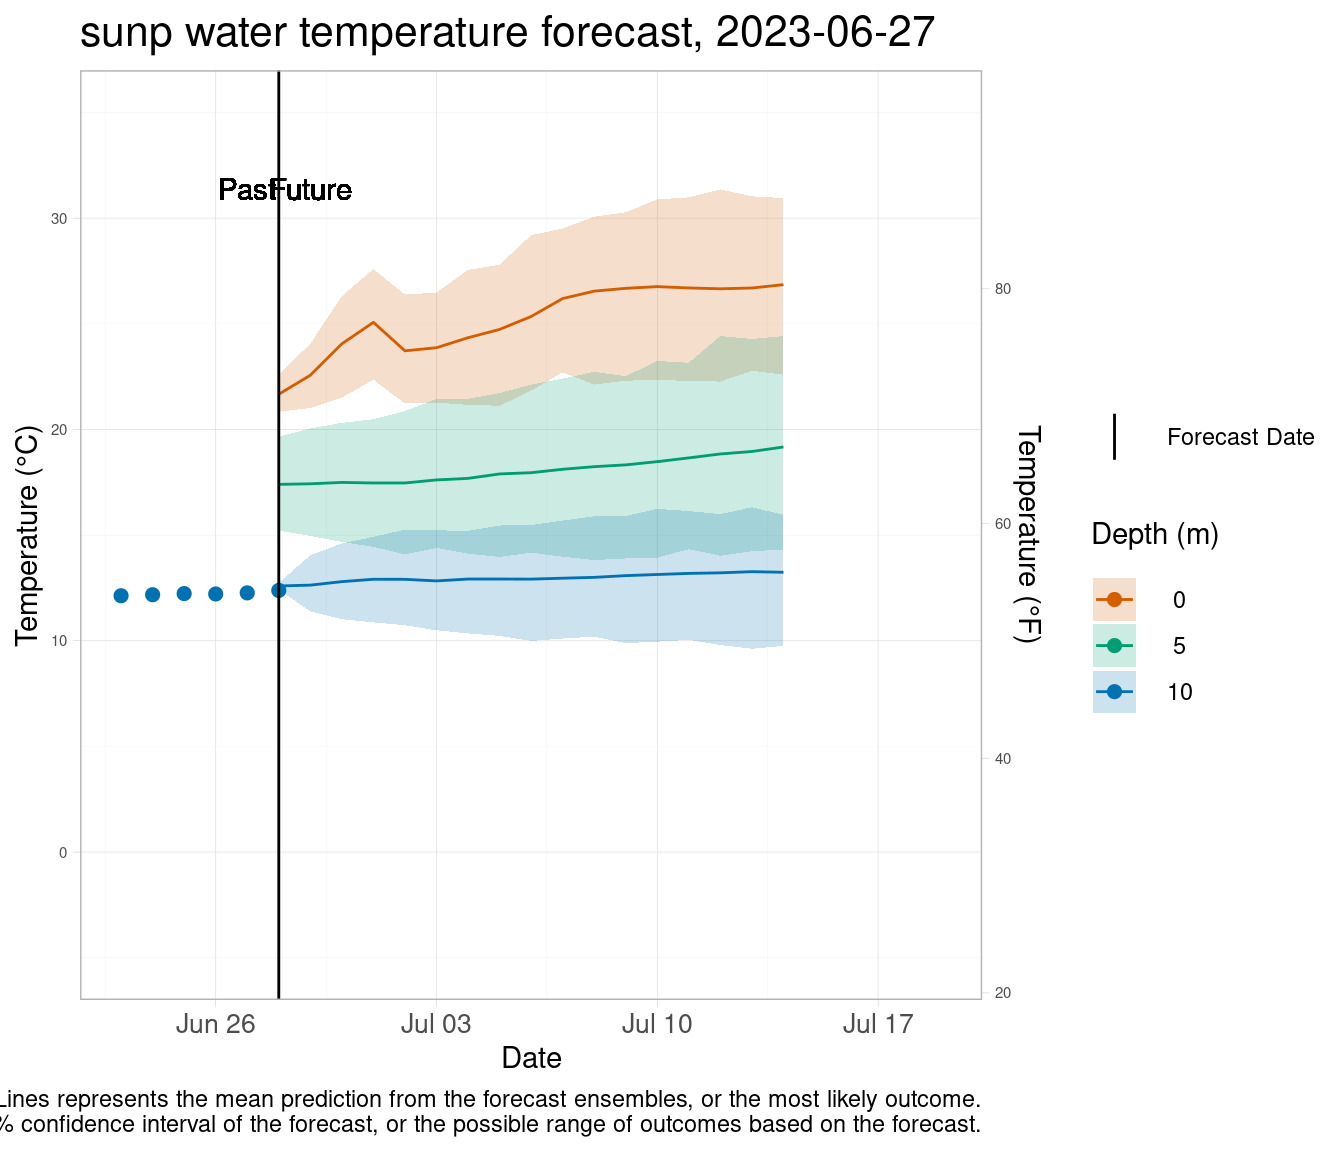 sunp water temperature forecast, 2023-06-27
Past
Future
30
20
10
0
Temperature (°C)
80
60
40
20
Temperature (°F)
Jun 26
Jul 03
Jul 10
Jul 17
Date
Forecast Date
Depth (m)
0
5
10
Lines represents the mean prediction from the forecast ensembles, or the most likely outcome.
% confidence interval of the forecast, or the possible range of outcomes based on the forecast.